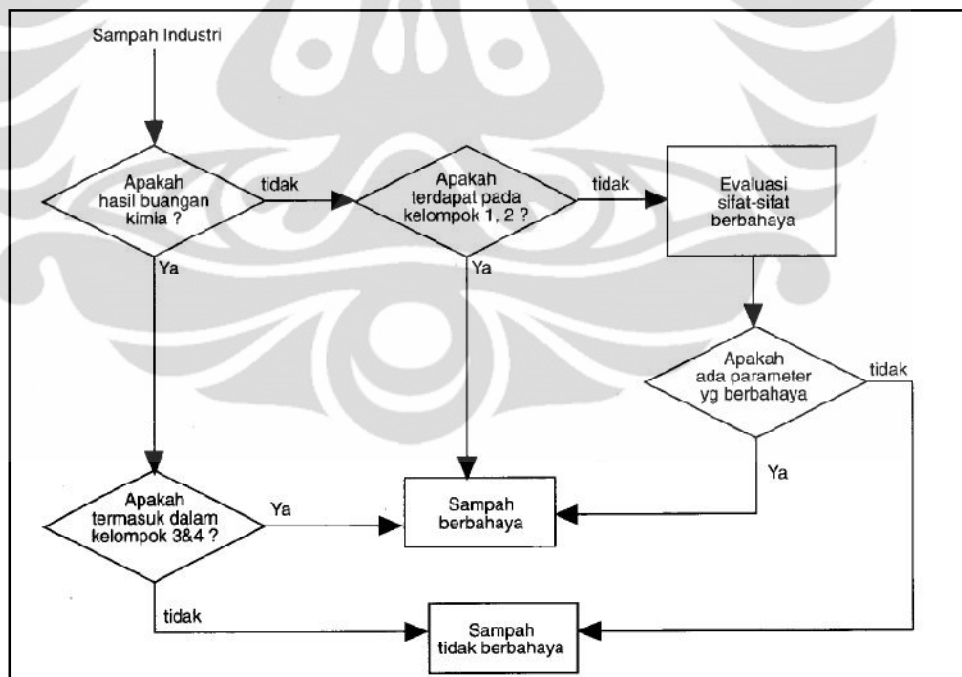 Sampah Industri
Apakah
hasil buangan
kimia ?
tidak
Apakah
terdapat pada
kelompok 1, 2 ?
tidak
Evaluasi
sifat-sifat
berbahaya
Ya
Ya
Apakah
ada parameter
yg berbahaya
tidak
Ya
Apakah
termasuk dalam
kelompok 3&4 ?
Ya
Sampah
berbahaya
tidak
Sampah
tidak berbahaya